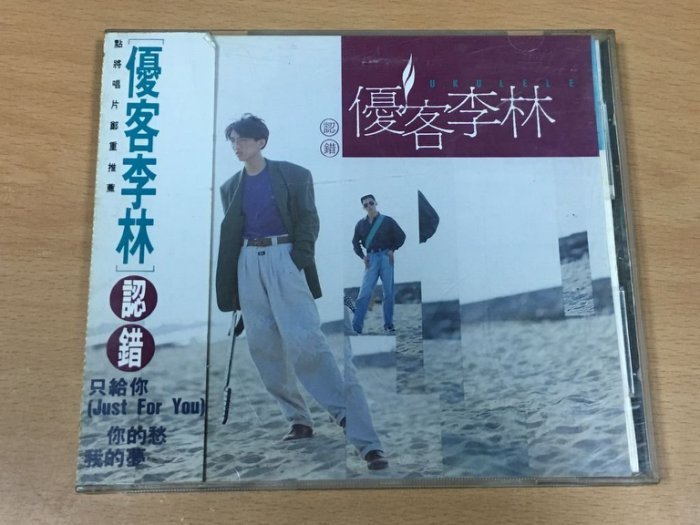 點將唱片鄭重推薦
[優客李林]
認錯
只給你
(Just For You)
你的愁
我的夢
UKULELE
優客李林
認錯